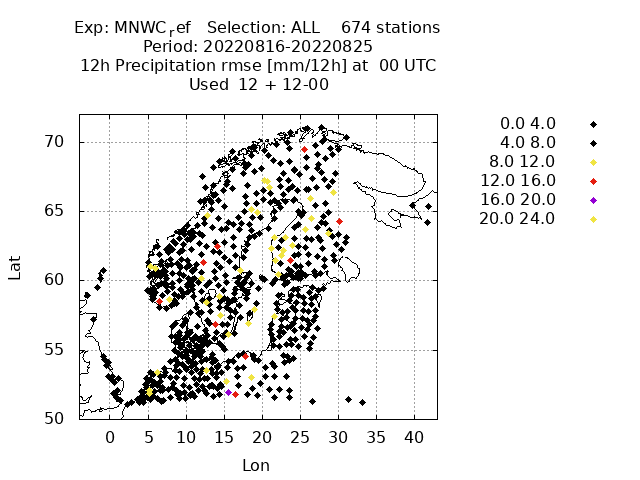 Exp: MNWC_ref   Selection: ALL    674 stations
Period: 20220816-20220825
12h Precipitation rmse [mm/12h] at  00 UTC
Used  12 + 12-00
0.0 4.0
4.0 8.0
8.0 12.0
12.0 16.0
16.0 20.0
20.0 24.0
70
65
60
55
50
Lat
0 5 10 15 20 25 30 35 40
Lon